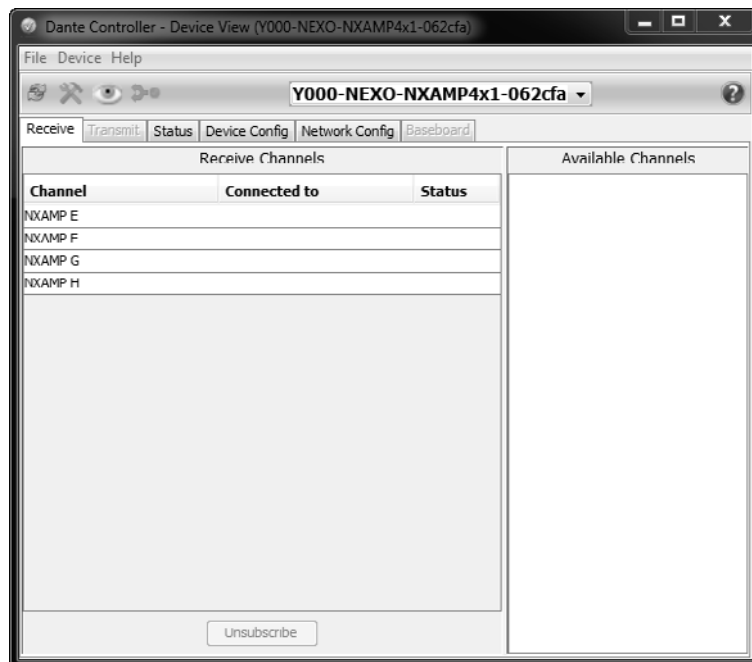 Dante Controller - Device View (Y000-NEXO-NXAMP4x1-062cfa)
File Device Help
Y000-NEXO-NXAMP4x1-062cfa
Receive Transmit Status Device Config Network Config Baseboard
Receive Channels Available Channels
Channel Connected to Status
NXAMP E
NXAMP F
NXAMP G
NXAMP H
Unsubscribe